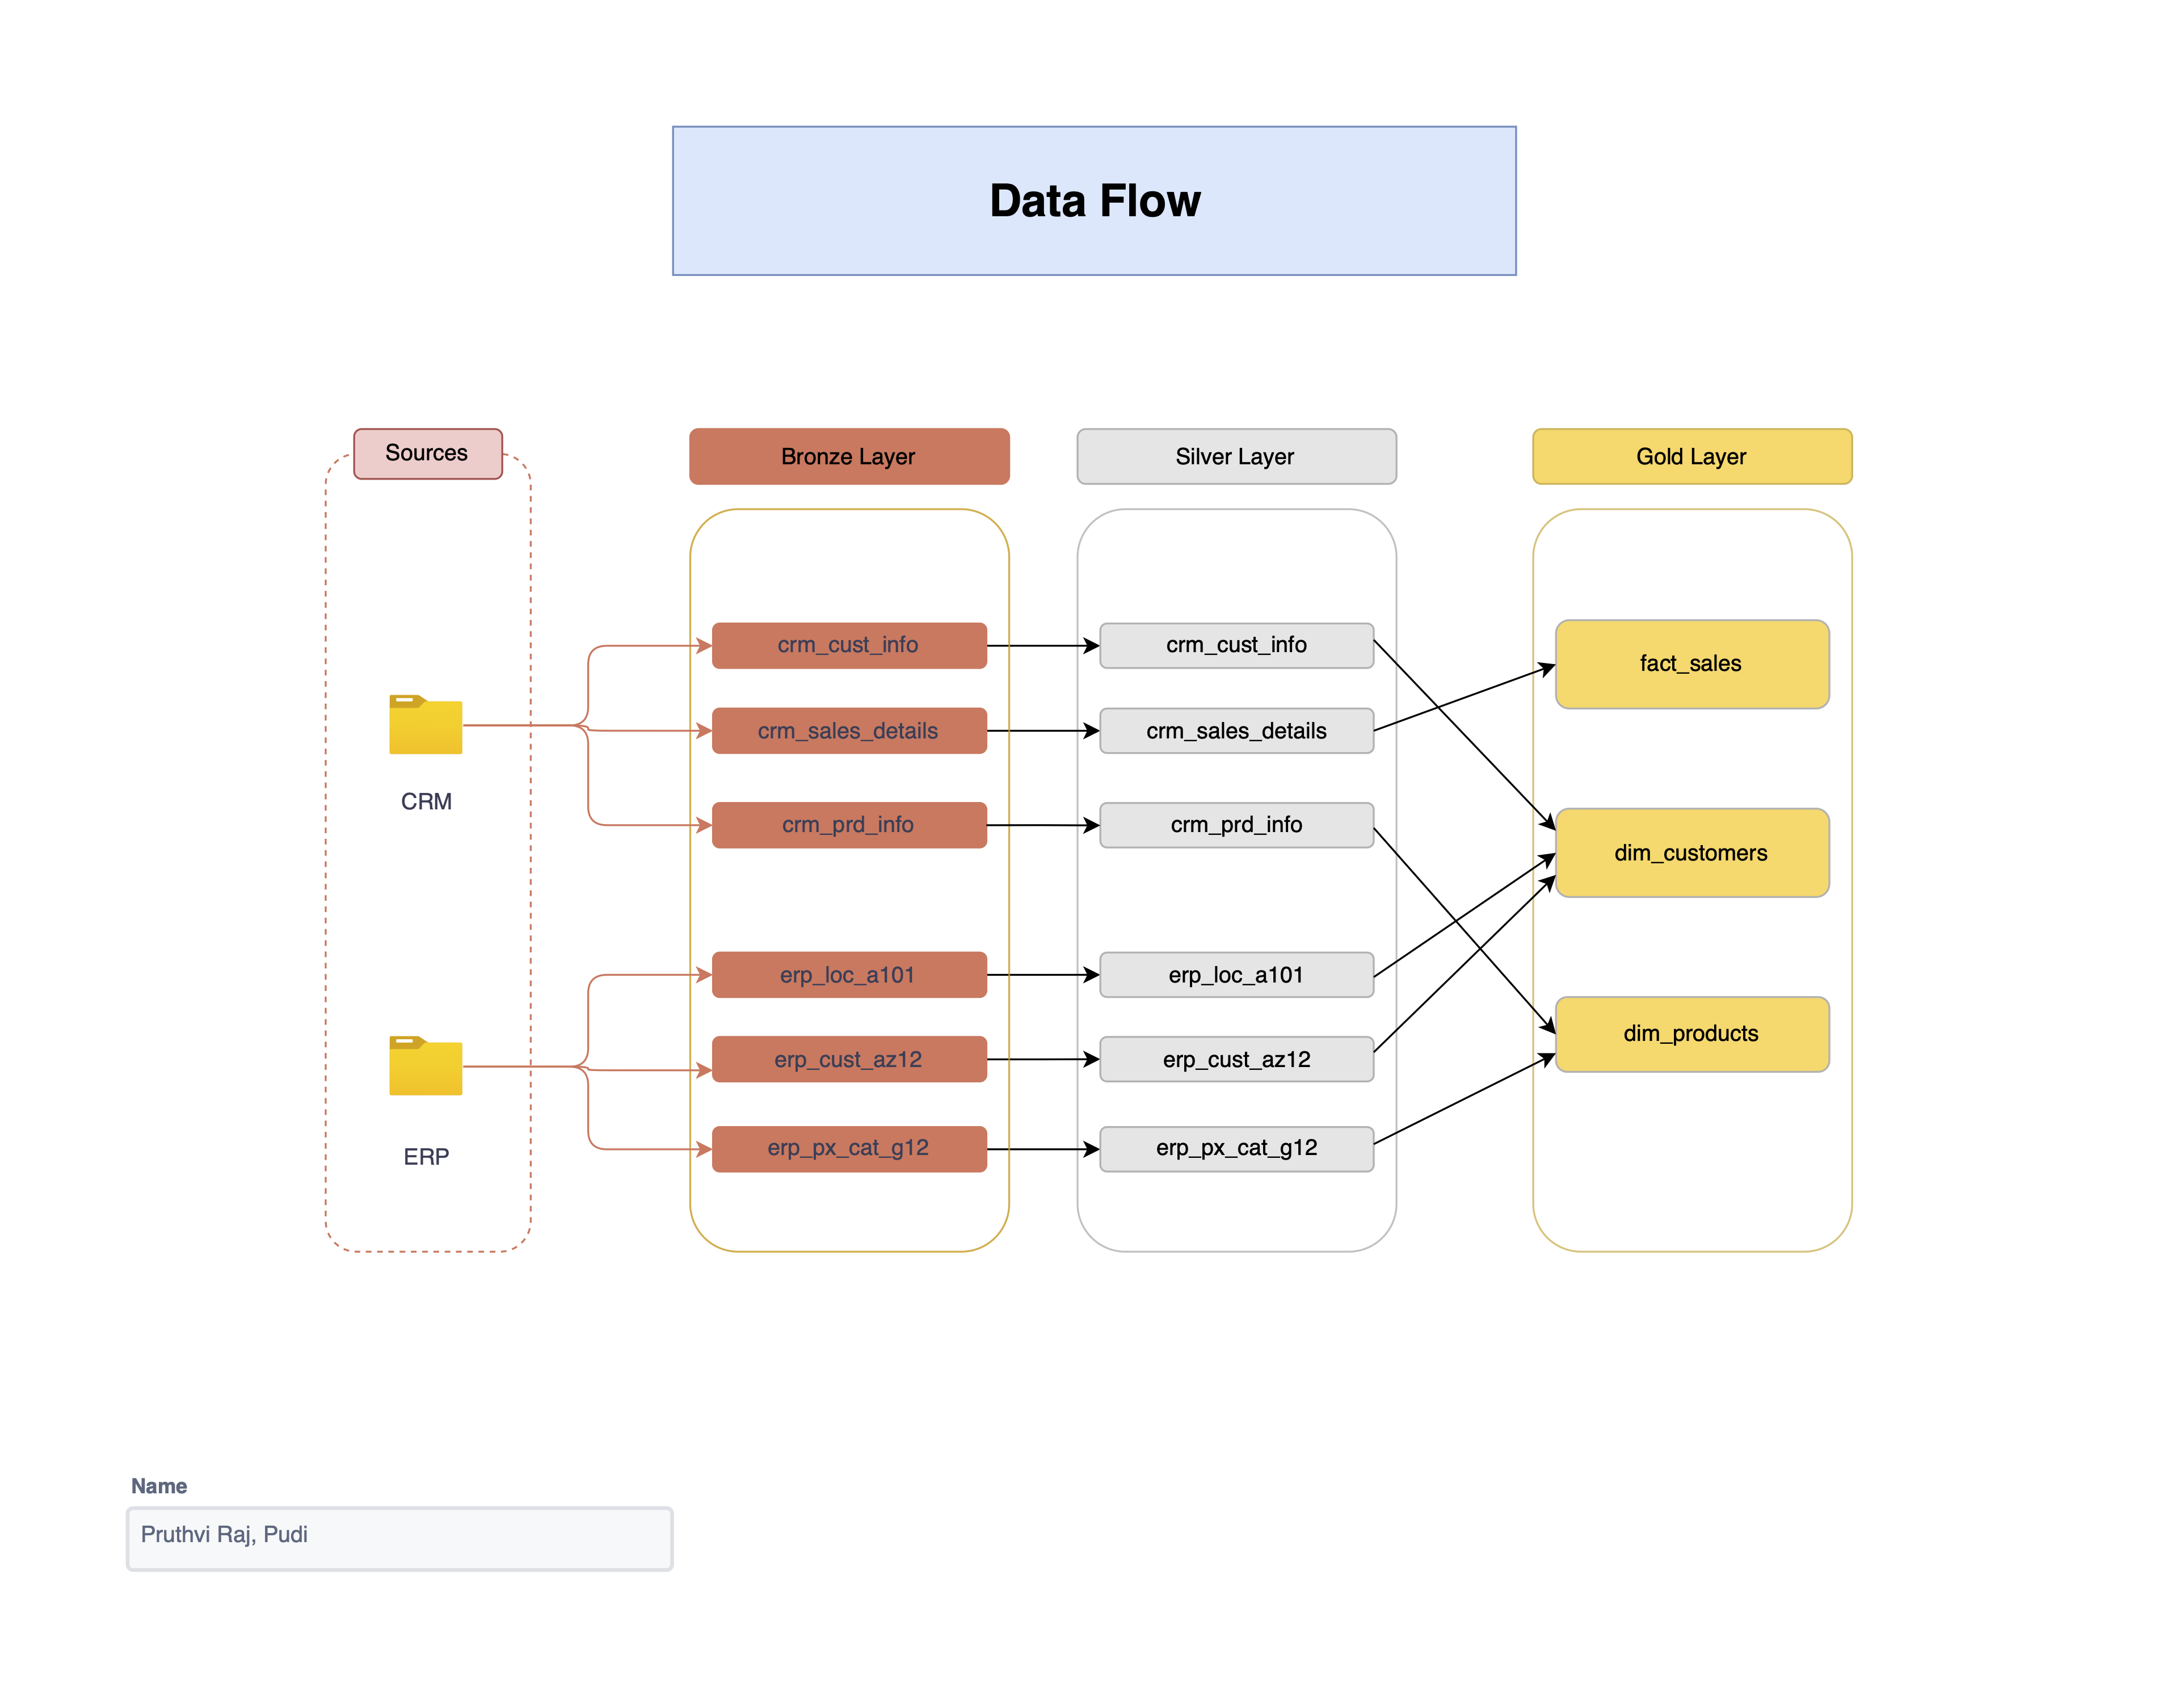 Data Flow
Sources
Bronze Layer
Silver Layer
Gold Layer
CRM
ERP
crm_cust_info
crm_sales_details
crm_prd_info
erp_loc_a101
erp_cust_az12
erp_px_cat_g12
crm_cust_info
crm_sales_details
crm_prd_info
erp_loc_a101
erp_cust_az12
erp_px_cat_g12
fact_sales
dim_customers
dim_products
Name
Pruthvi Raj, Pudi